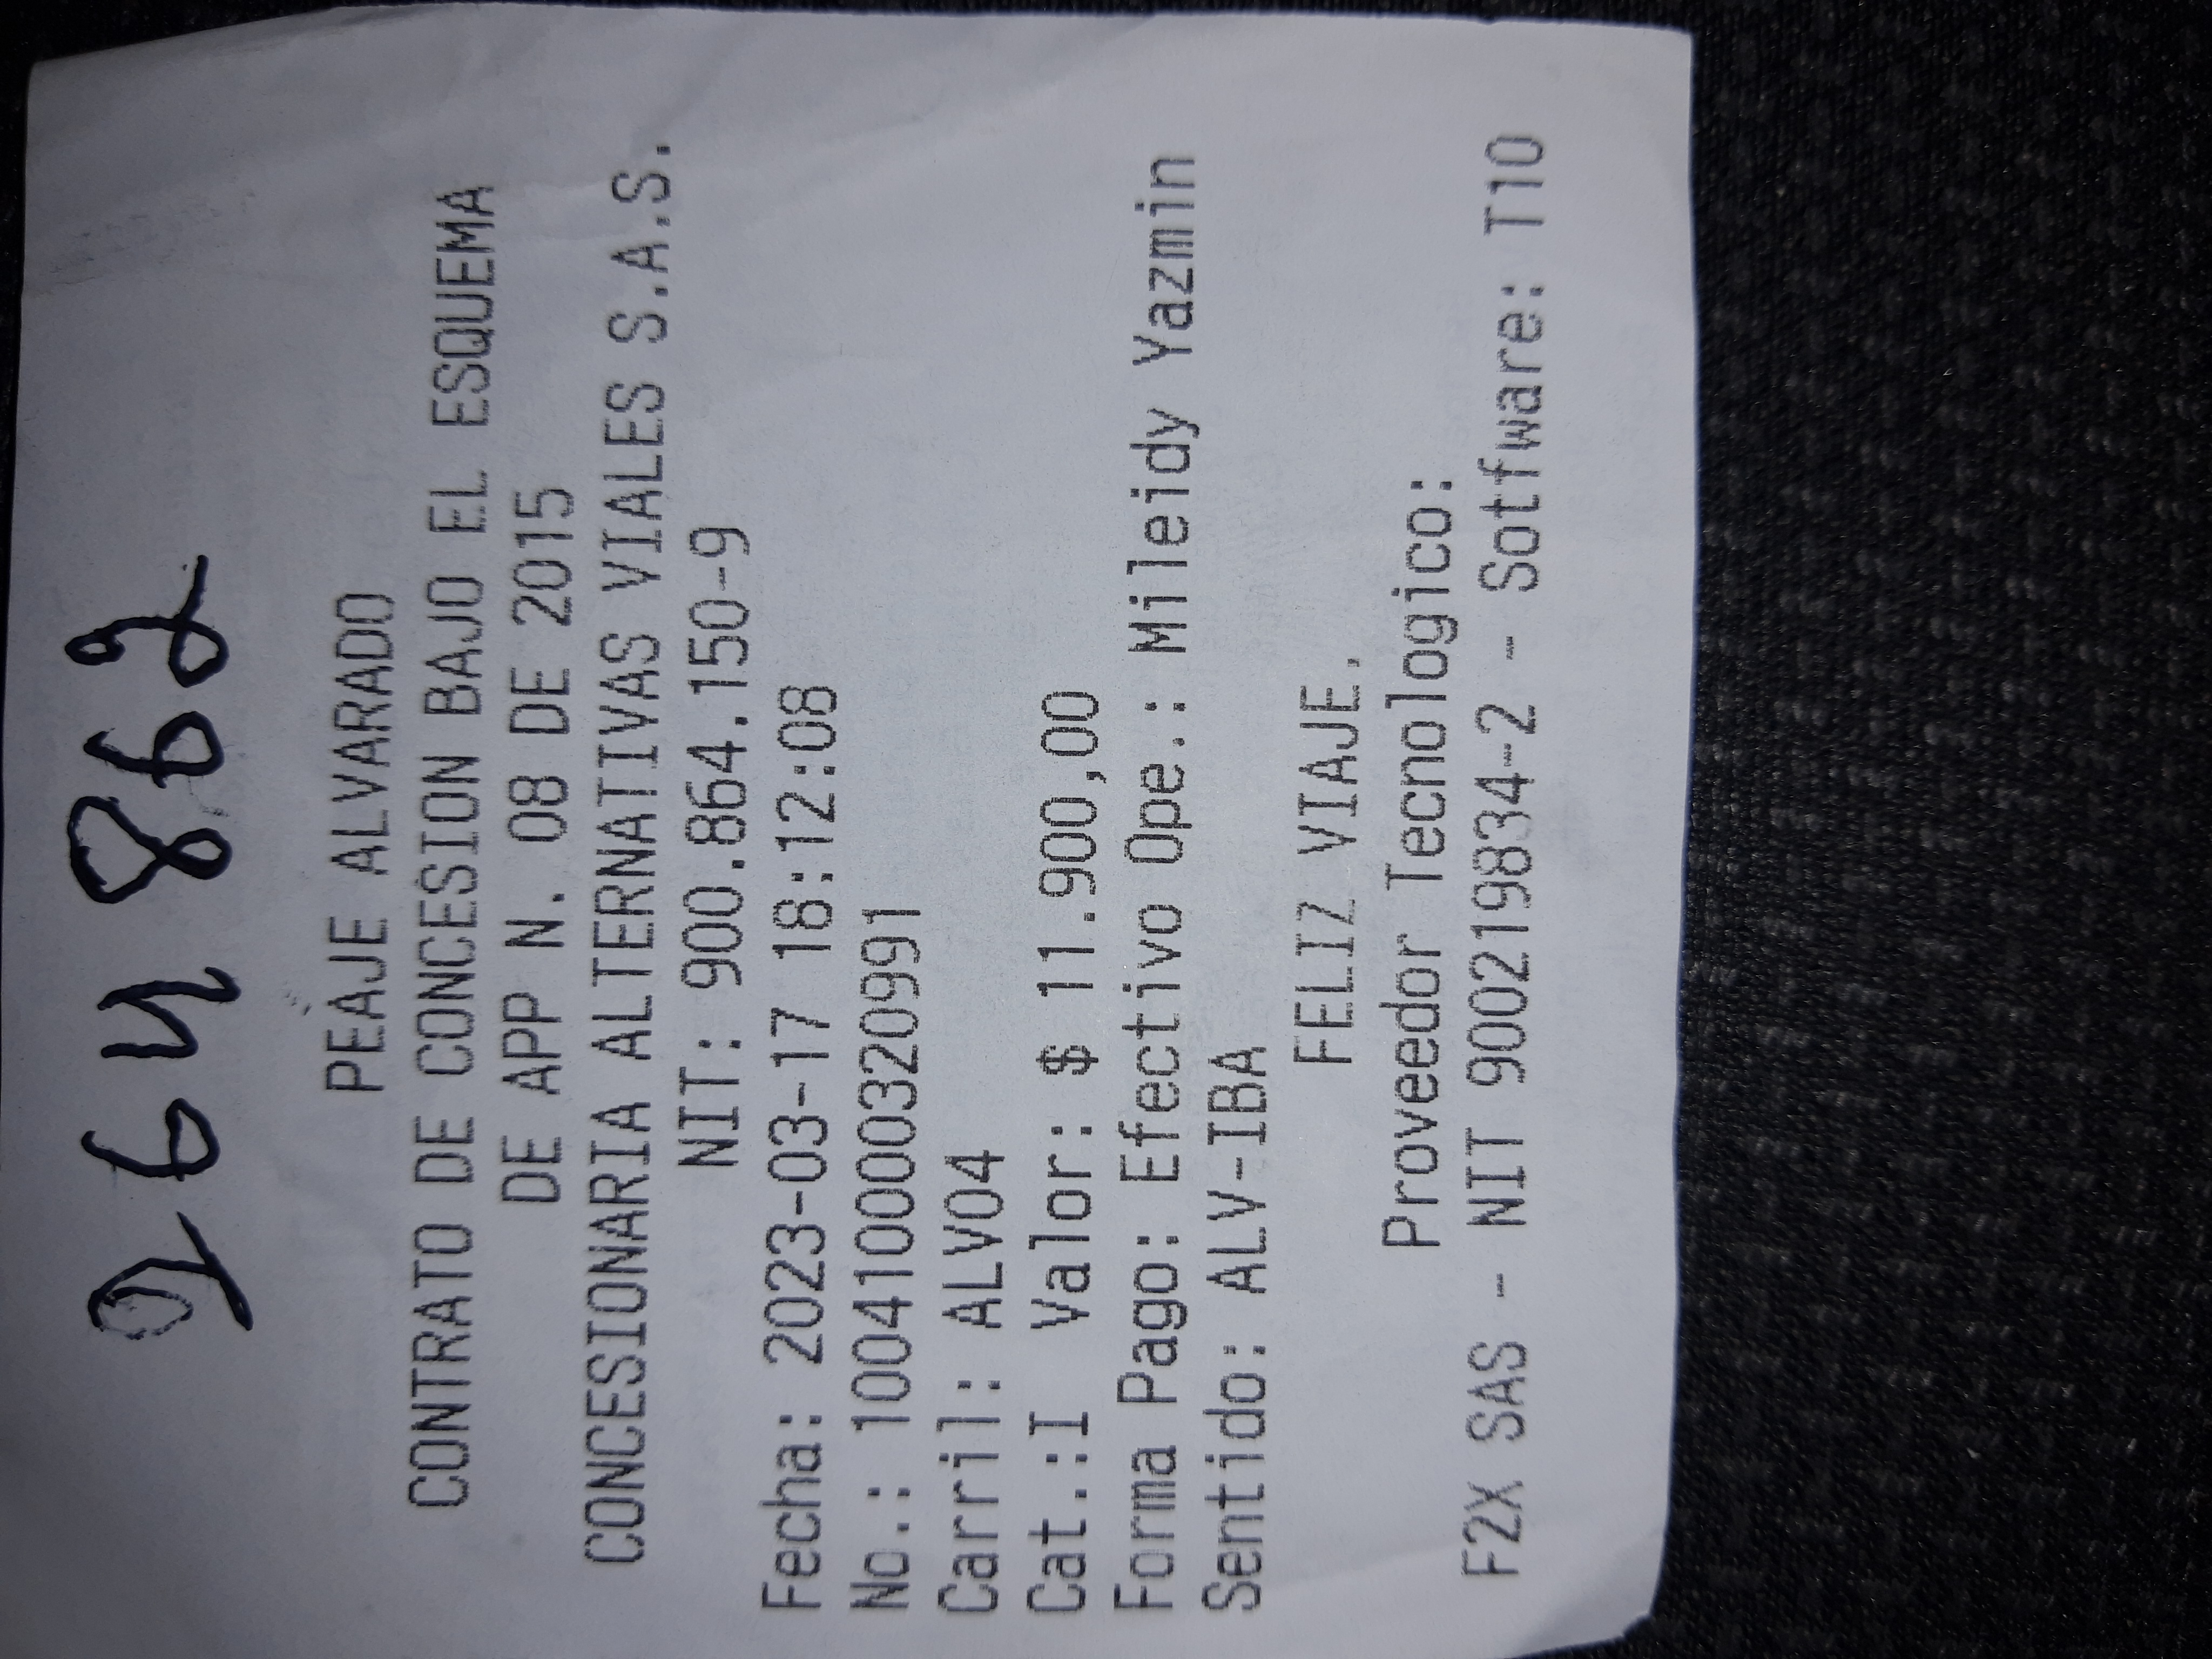 264862
PEAJE ALVARADO
CONTRATO DE CONCESION BAJO EL ESQUEMA
DE APP N. 08 DE 2015
CONCESIONARIA ALTERNATIVAS VIALES S.A.S.
NIT: 900.864.150-9
Fecha: 2023-03-17 18:12:08
No.: 1004100000320991
Carril: ALV04
Cat.:I Valor: $ 11.900,00
Forma Pago: Efectivo Ope.: Mileidy Yazmin
Sentido: ALV-IBA
FELIZ VIAJE.
Proveedor Tecnologico:
F2X SAS - NIT 900219834-2 - Sotfware: T10